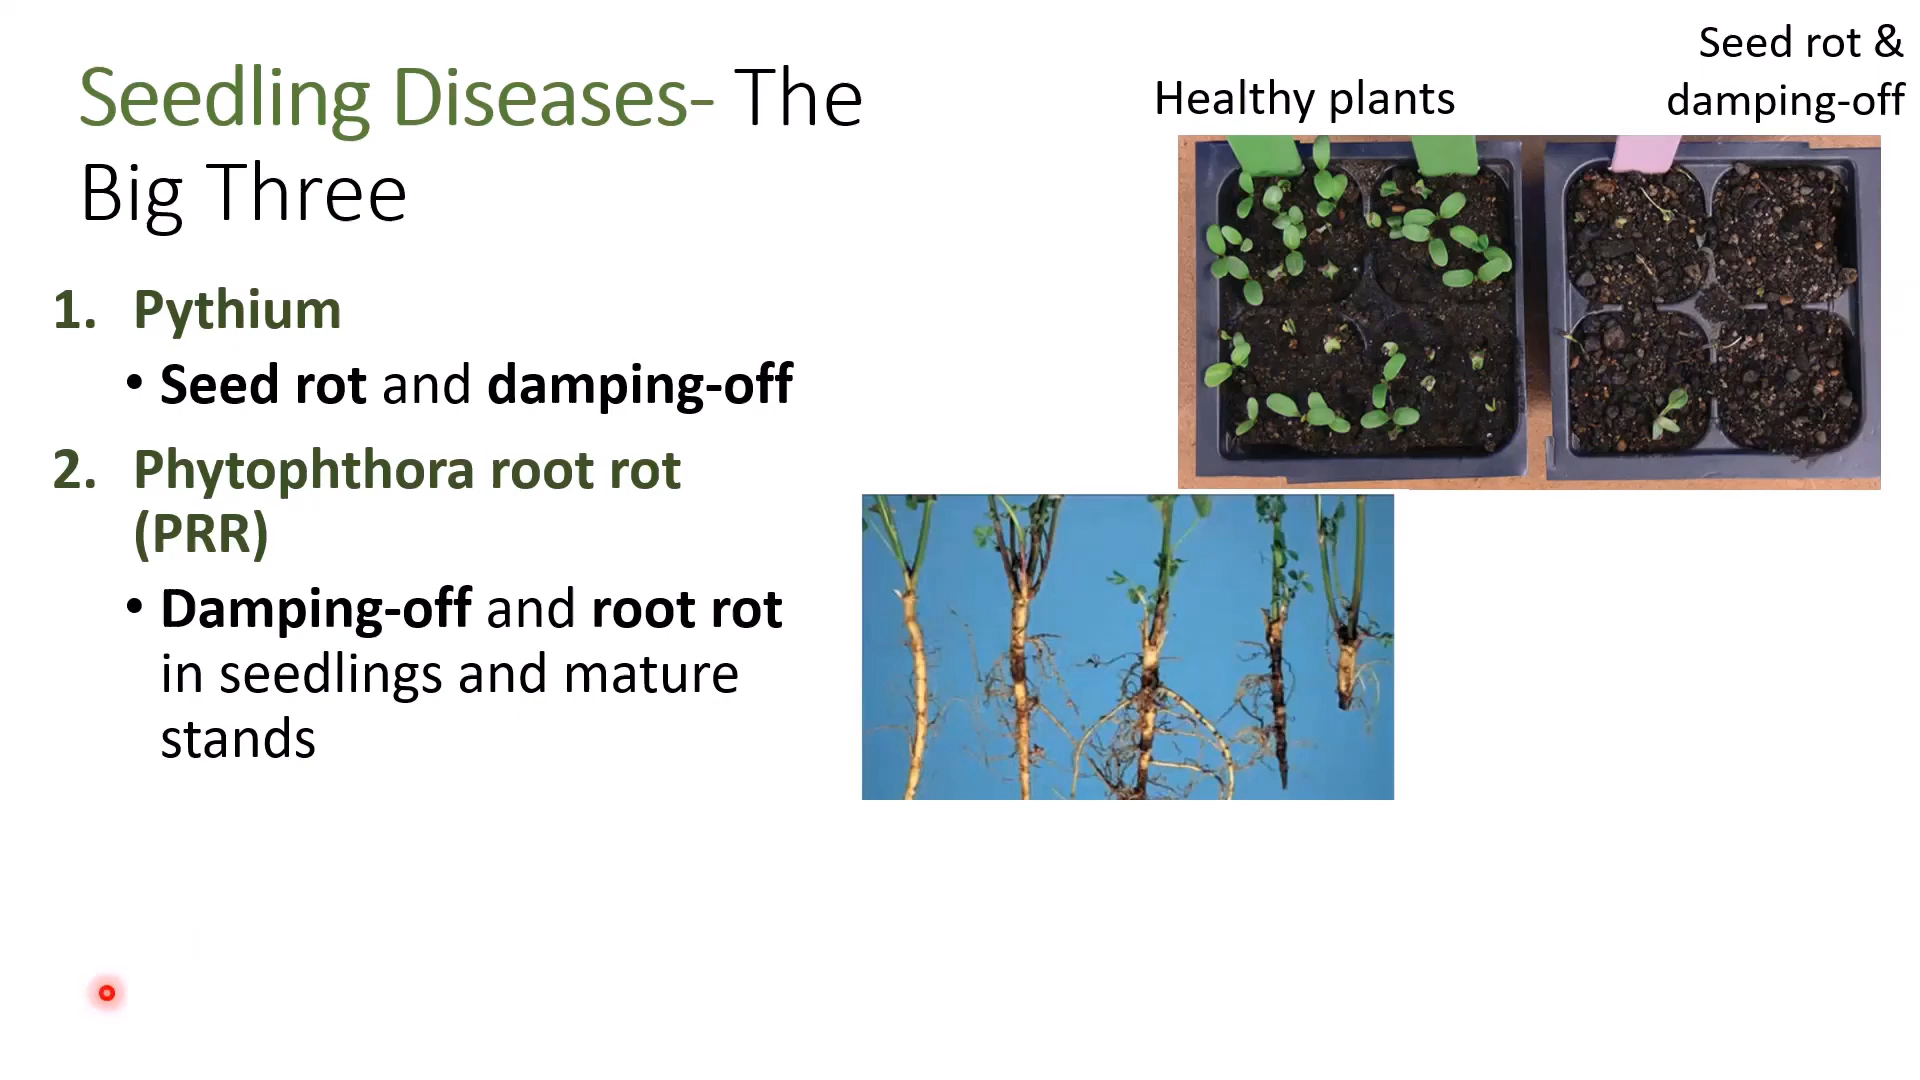 Seedling Diseases- The
Big Three
Healthy plants
Seed rot &
damping-off
1. Pythium
• Seed rot and damping-off
2. Phytophthora root rot
(PRR)
• Damping-off and root rot
in seedlings and mature
stands